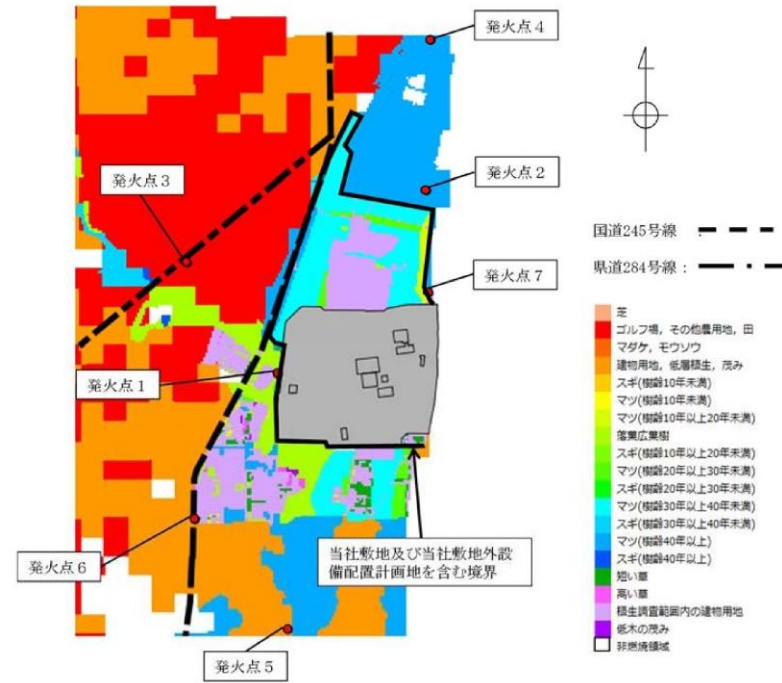 発火点4
発火点3
発火点2
国道245号線 :
発火点7
県道284号線 :
芝
ゴルフ場，その他農用地，田
マダケ，モウソウ
建物用地，低層植生，茂み
スギ(樹齢10年未満)
マツ(樹齢10年未満)
マツ(樹齢10年以上20年未満)
落葉広葉樹
スギ(樹齢10年以上20年未満)
マツ(樹齢20年以上30年未満)
スギ(樹齢20年以上30年未満)
マツ(樹齢30年以上40年未満)
スギ(樹齢30年以上40年未満)
マツ(樹齢40年以上)
スギ(樹齢40年以上)
短い草
高い草
植生調査範囲内の建物用地
低木の茂み
非燃焼領域
発火点1
当社敷地及び当社敷地外設
備配置計画地を含む境界
発火点6
発火点5